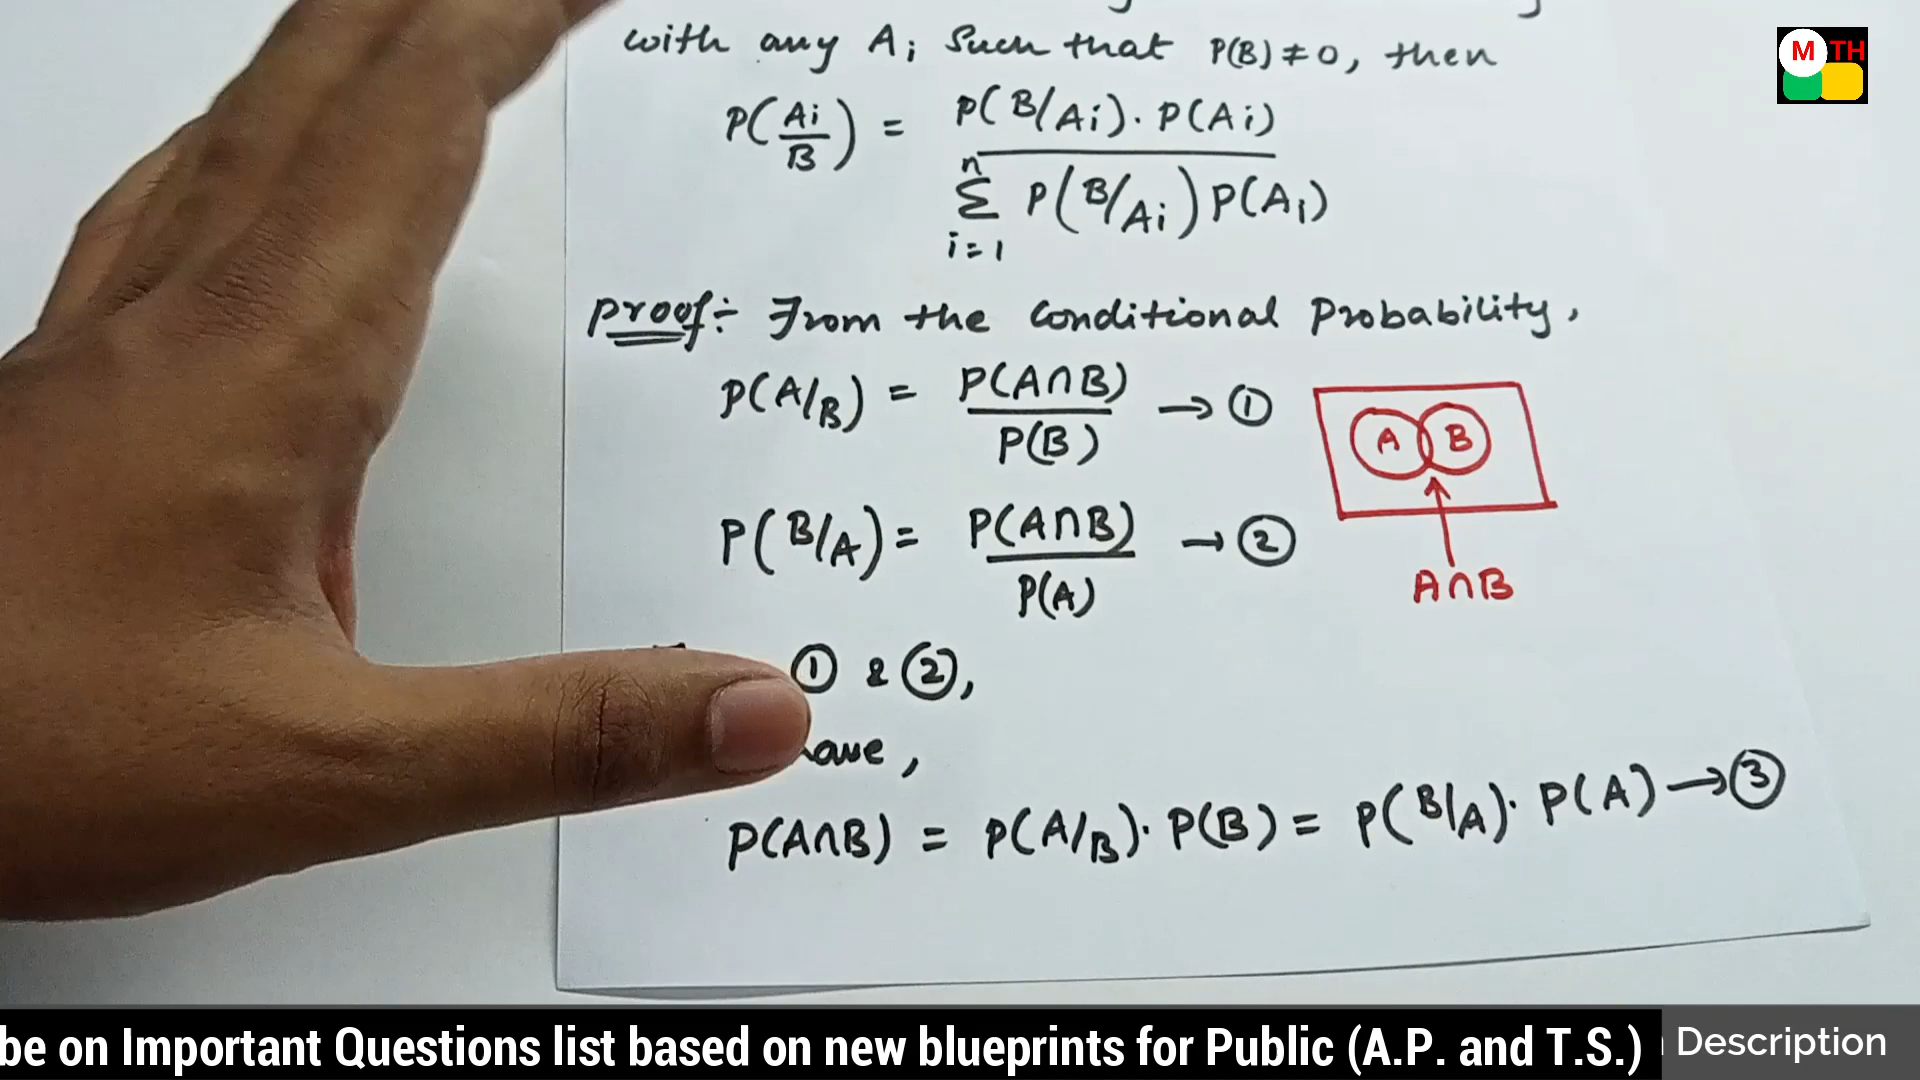 with any Ai Such that P(B) ≠ 0, then
P(Ai/B) = P(B/Ai). P(Ai)
n
Σ P(B/Ai) P(Ai)
i = 1
Proof:- From the Conditional Probability,
P(A/B) = P(A∩B)/P(B) → ①
A B
P(B/A) = P(A∩B)/P(A) → ②
A∩B
① & ②,
P(A∩B) = P(A/B). P(B) = P(B/A). P(A) → ③
M TH
be on Important Questions list based on new blueprints for Public (A.P. and T.S.)
Description